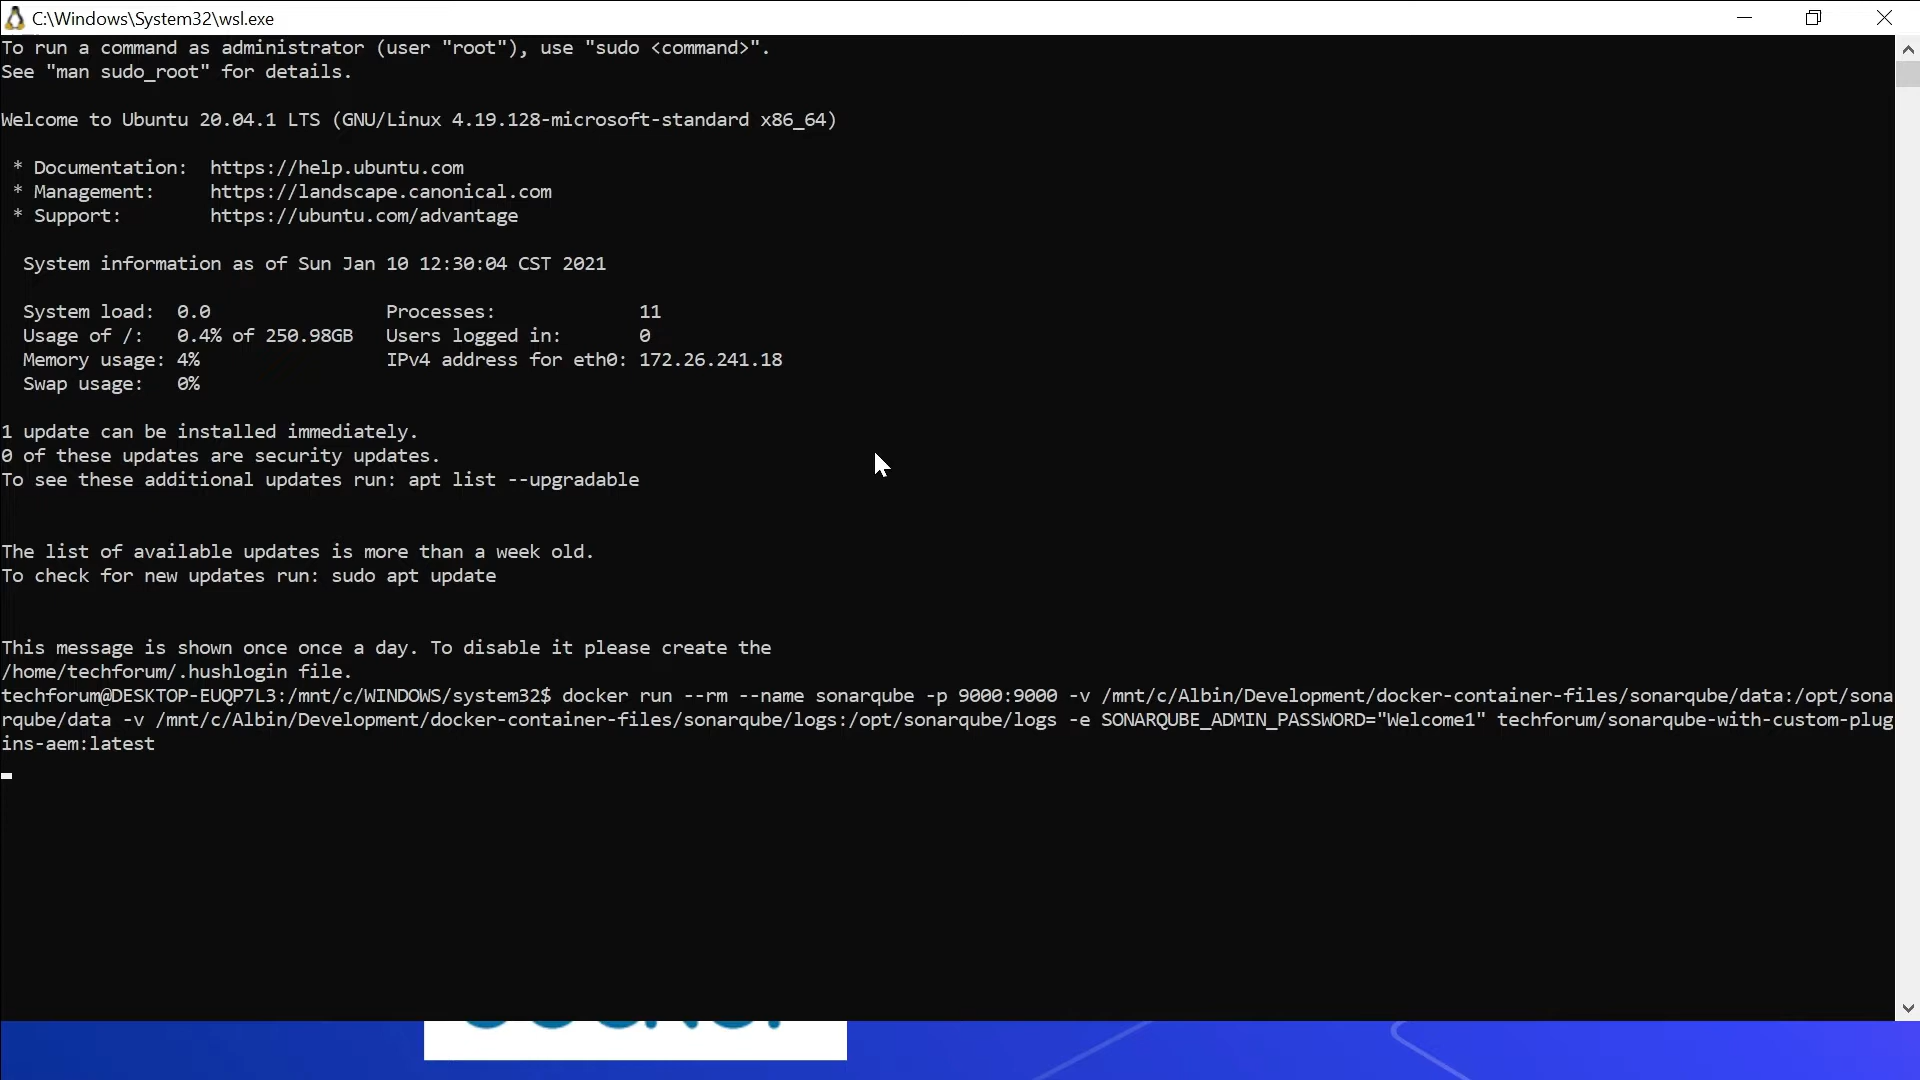 C:\Windows\System32\wsl.exe
To run a command as administrator (user "root"), use "sudo <command>".
See "man sudo_root" for details.
Welcome to Ubuntu 20.04.1 LTS (GNU/Linux 4.19.128-microsoft-standard x86_64)
* Documentation:  https://help.ubuntu.com
* Management:     https://landscape.canonical.com
* Support:        https://ubuntu.com/advantage
System information as of Sun Jan 10 12:30:04 CST 2021
System load:  0.0                Processes:             11
Usage of /:   0.4% of 250.98GB   Users logged in:       0
Memory usage: 4%                 IPv4 address for eth0: 172.26.241.18
Swap usage:   0%
1 update can be installed immediately.
0 of these updates are security updates.
To see these additional updates run: apt list --upgradable
The list of available updates is more than a week old.
To check for new updates run: sudo apt update
This message is shown once once a day. To disable it please create the
/home/techforum/.hushlogin file.
techforum@DESKTOP-EUQP7L3:/mnt/c/WINDOWS/system32$ docker run --rm --name sonarqube -p 9000:9000 -v /mnt/c/Albin/Development/docker-container-files/sonarqube/data:/opt/sona
rqube/data -v /mnt/c/Albin/Development/docker-container-files/sonarqube/logs:/opt/sonarqube/logs -e SONARQUBE_ADMIN_PASSWORD="Welcome1" techforum/sonarqube-with-custom-plug
ins-aem:latest